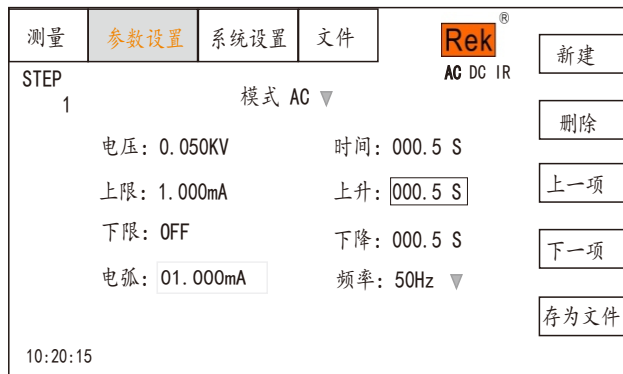 测量 参数设置 系统设置 文件
Rek®
AC DC IR
STEP
1
模式 AC
电压: 0.050KV
时间: 000.5 S
上限: 1.000mA
上升: 000.5 S
下限: OFF
下降: 000.5 S
电弧: 01.000mA
频率: 50Hz
新建
删除
上一项
下一项
存为文件
10:20:15